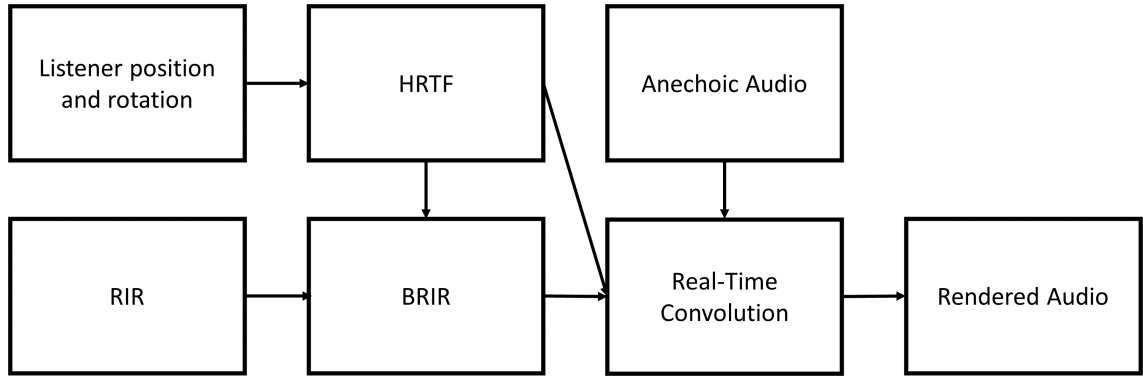 Listener position
and rotation
HRTF
Anechoic Audio
RIR
BRIR
Real-Time
Convolution
Rendered Audio